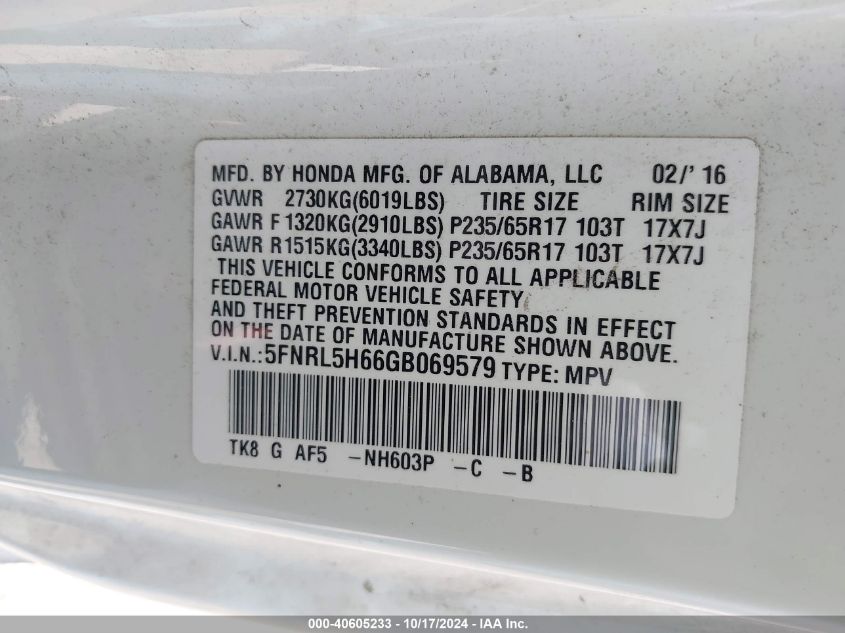 MFD. BY HONDA MFG. OF ALABAMA, LLC 02/' 16
GVWR 2730KG(6019LBS) TIRE SIZE RIM SIZE
GAWR F 1320KG(2910LBS) P235/65R17 103T 17X7J
GAWR R1515KG(3340LBS) P235/65R17 103T 17X7J
THIS VEHICLE CONFORMS TO ALL APPLICABLE
FEDERAL MOTOR VEHICLE SAFETY
AND THEFT PREVENTION STANDARDS IN EFFECT
ON THE DATE OF MANUFACTURE SHOWN ABOVE.
V.I.N.:5FNRL5H66GB069579 TYPE: MPV
TK8 G AF5 -NH603P -C -B
000-40605233 - 10/17/2024 - IAA Inc.